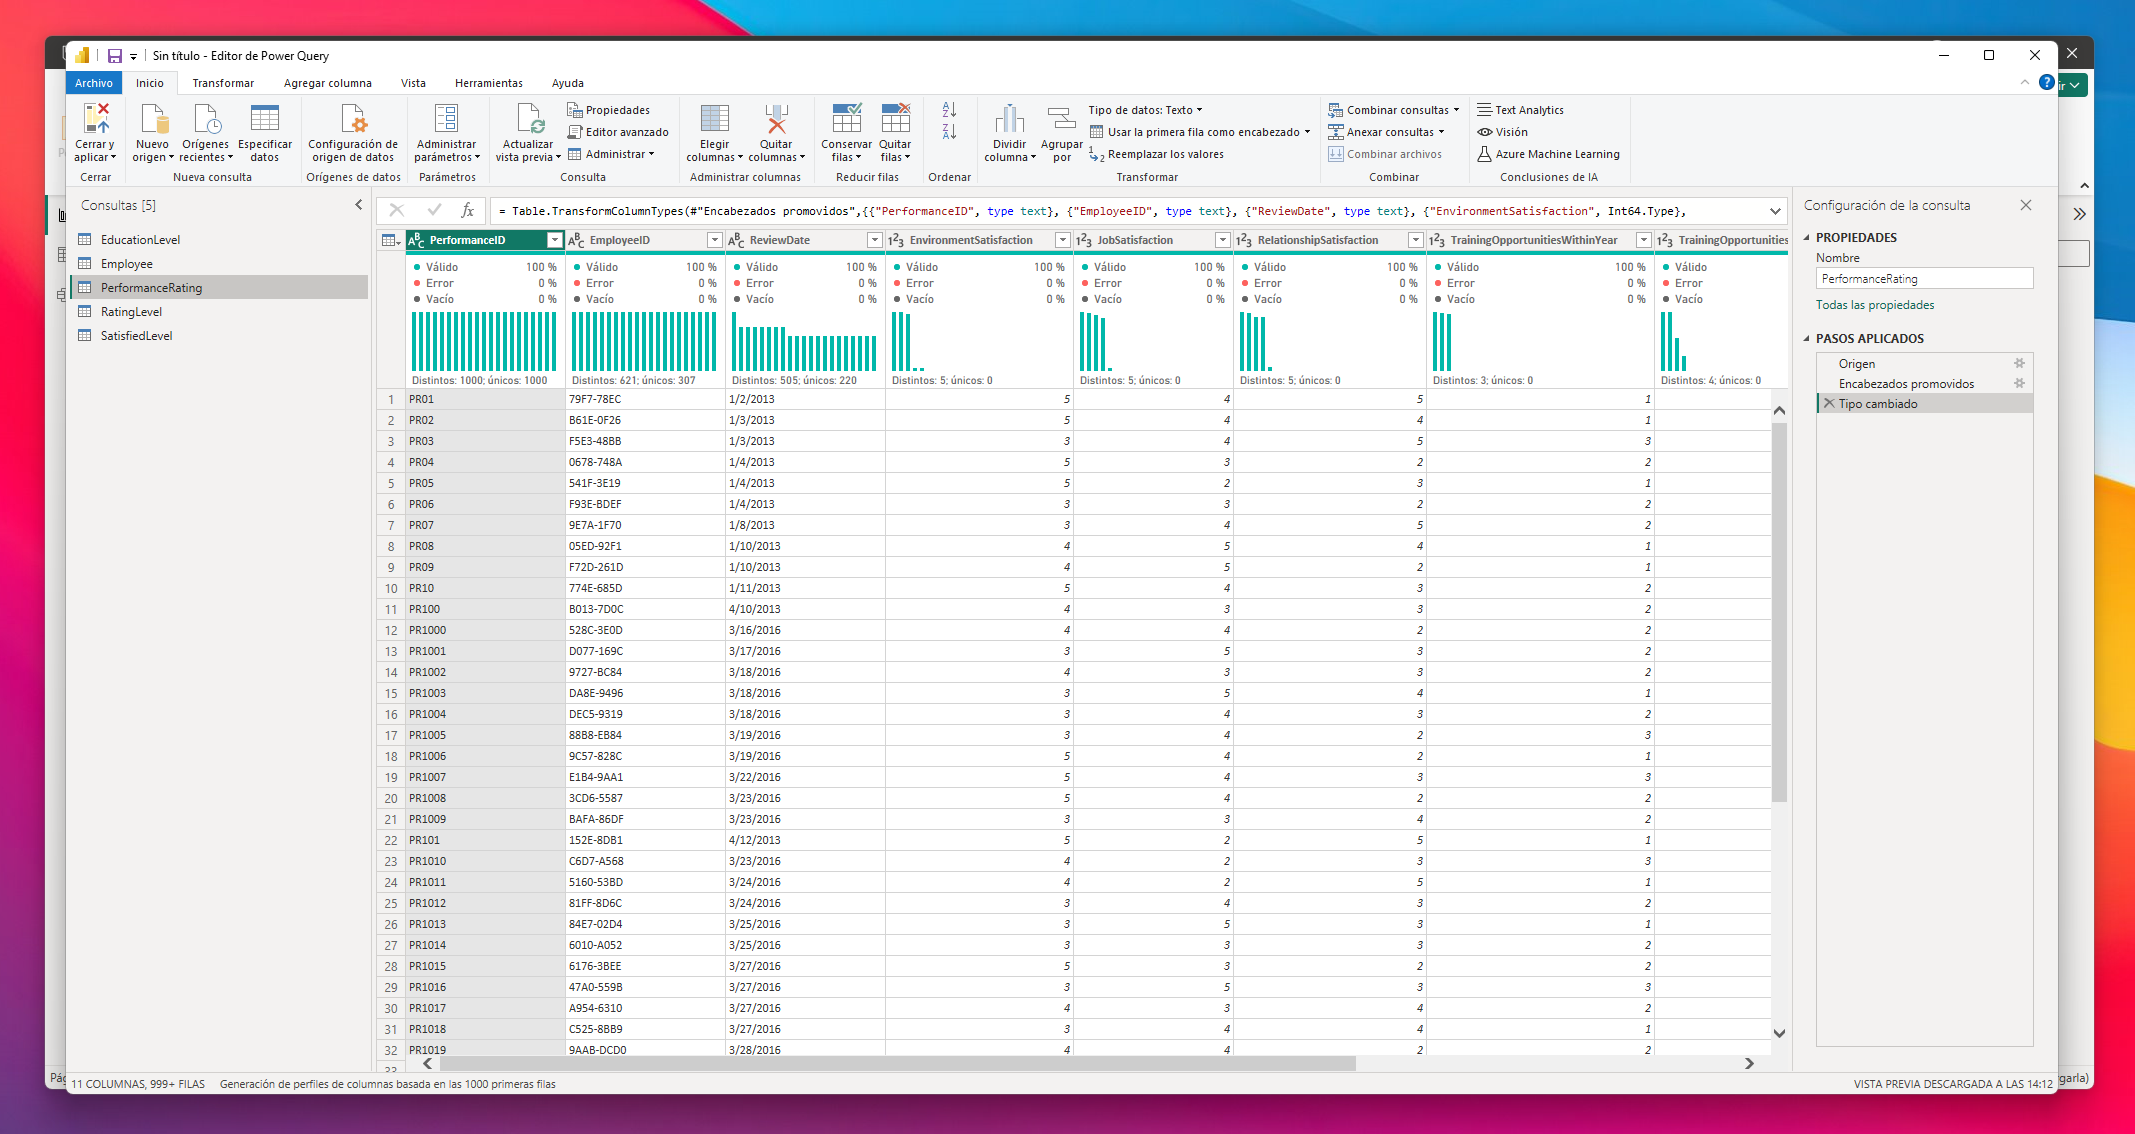 Sin título - Editor de Power Query
Archivo Inicio Transformar Agregar columna Vista Herramientas Ayuda
Cerrar y aplicar
Nuevo origen
Orígenes recientes
Especificar datos
Configuración de origen de datos
Administrar parámetros
Actualizar vista previa
Propiedades
Editor avanzado
Administrar
Elegir columnas
Quitar columnas
Conservar filas
Quitar filas
Dividir columna
Agrupar por
Tipo de datos: Texto
Usar la primera fila como encabezado
Reemplazar los valores
Combinar consultas
Anexar consultas
Combinar archivos
Text Analytics
Visión
Azure Machine Learning
Cerrar Nueva consulta Orígenes de datos Parámetros Consulta Administrar columnas Reducir filas Ordenar Transformar Combinar Conclusiones de IA
Consultas [5]
EducationLevel
Employee
PerformanceRating
RatingLevel
SatisfiedLevel
fx = Table.TransformColumnTypes(#"Encabezados promovidos",{{"PerformanceID", type text}, {"EmployeeID", type text}, {"ReviewDate", type text}, {"EnvironmentSatisfaction", Int64.Type},
PerformanceID EmployeeID ReviewDate EnvironmentSatisfaction JobSatisfaction RelationshipSatisfaction TrainingOpportunitiesWithinYear TrainingOpportunities
Válido 100 % Válido 100 % Válido 100 % Válido 100 % Válido 100 % Válido 100 % Válido 100 % Válido
Error 0 % Error 0 % Error 0 % Error 0 % Error 0 % Error 0 % Error 0 % Error
Vacío 0 % Vacío 0 % Vacío 0 % Vacío 0 % Vacío 0 % Vacío 0 % Vacío 0 % Vacío
Distintos: 1000; únicos: 1000 Distintos: 621; únicos: 307 Distintos: 505; únicos: 220 Distintos: 5; únicos: 0 Distintos: 5; únicos: 0 Distintos: 5; únicos: 0 Distintos: 3; únicos: 0 Distintos: 4; únicos: 0
1 PR01 79F7-78EC 1/2/2013 5 4 5 1
2 PR02 B61E-0F26 1/3/2013 5 4 4 1
3 PR03 F5E3-48BB 1/3/2013 3 4 5 3
4 PR04 0678-748A 1/4/2013 5 3 2 2
5 PR05 541F-3E19 1/4/2013 5 2 3 1
6 PR06 F93E-BDEF 1/4/2013 3 3 2 2
7 PR07 9E7A-1F70 1/8/2013 3 4 5 2
8 PR08 05ED-92F1 1/10/2013 4 5 4 1
9 PR09 F72D-261D 1/10/2013 4 5 2 1
10 PR10 774E-685D 1/11/2013 5 4 3 2
11 PR100 B013-7D0C 4/10/2013 4 3 3 2
12 PR1000 528C-3E0D 3/16/2016 4 4 2 2
13 PR1001 D077-169C 3/17/2016 3 5 3 2
14 PR1002 9727-BC84 3/18/2016 4 3 3 2
15 PR1003 DA8E-9496 3/18/2016 3 5 4 1
16 PR1004 DEC5-9319 3/18/2016 3 4 3 2
17 PR1005 88B8-EB84 3/19/2016 3 4 2 3
18 PR1006 9C57-828C 3/19/2016 5 4 2 1
19 PR1007 E1B4-9AA1 3/22/2016 5 4 3 3
20 PR1008 3CD6-5587 3/23/2016 5 4 2 2
21 PR1009 BAFA-86DF 3/23/2016 3 3 4 2
22 PR101 152E-8DB1 4/12/2013 5 2 5 1
23 PR1010 C6D7-A568 3/23/2016 4 2 3 3
24 PR1011 5160-53BD 3/24/2016 4 2 5 1
25 PR1012 81FF-8D6C 3/24/2016 3 4 3 2
26 PR1013 84E7-02D4 3/25/2016 3 5 3 1
27 PR1014 6010-A052 3/25/2016 3 3 3 2
28 PR1015 6176-3BEE 3/27/2016 5 3 2 2
29 PR1016 47A0-559B 3/27/2016 3 5 3 3
30 PR1017 A954-6310 3/27/2016 4 3 4 2
31 PR1018 C525-8BB9 3/27/2016 3 4 4 1
32 PR1019 9AAB-DCD0 3/28/2016 4 4 2 2
33
Configuración de la consulta
PROPIEDADES
Nombre
PerformanceRating
Todas las propiedades
PASOS APLICADOS
Origen
Encabezados promovidos
Tipo cambiado
11 COLUMNAS, 999+ FILAS Generación de perfiles de columnas basada en las 1000 primeras filas VISTA PREVIA DESCARGADA A LAS 14:12